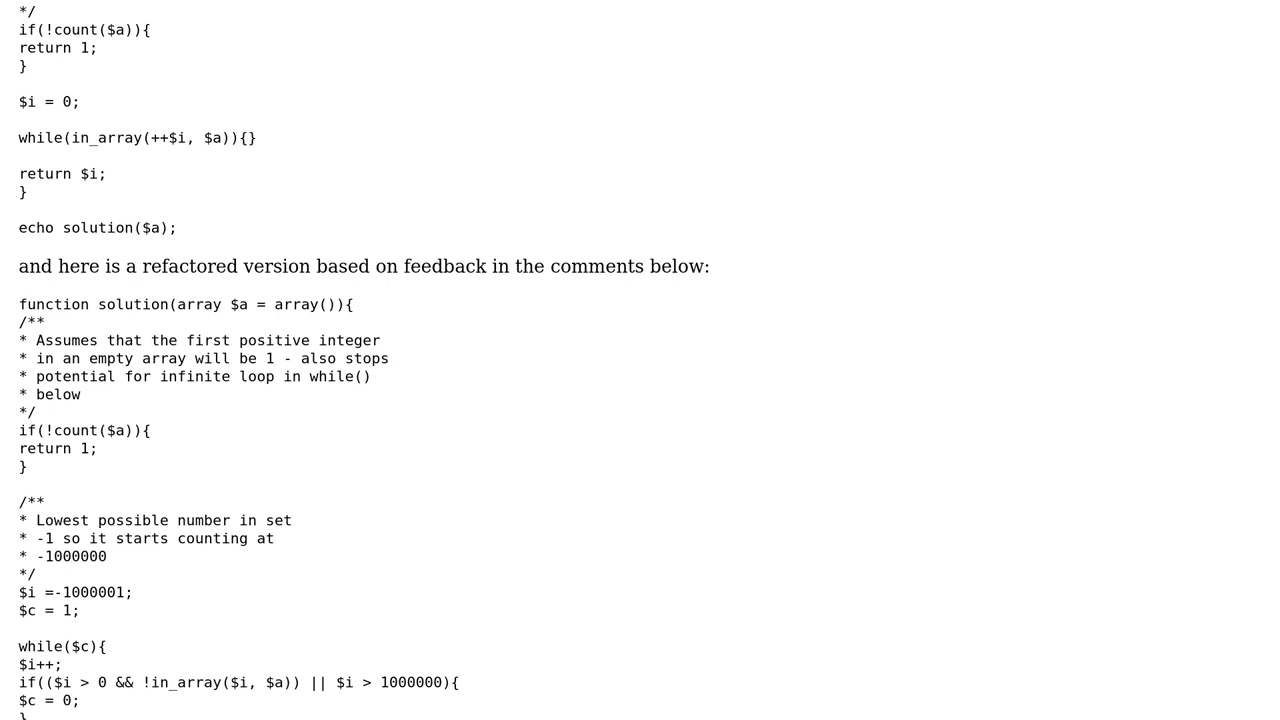 */
if(!count($a)){
return 1;
}
$i = 0;
while(in_array(++$i, $a)){}
return $i;
}
echo solution($a);
and here is a refactored version based on feedback in the comments below:
function solution(array $a = array()){
/**
* Assumes that the first positive integer
* in an empty array will be 1 - also stops
* potential for infinite loop in while()
* below
*/
if(!count($a)){
return 1;
}
/**
* Lowest possible number in set
* -1 so it starts counting at
* -1000000
*/
$i =-1000001;
$c = 1;
while($c){
$i++;
if(($i > 0 && !in_array($i, $a)) || $i > 1000000){
$c = 0;
}